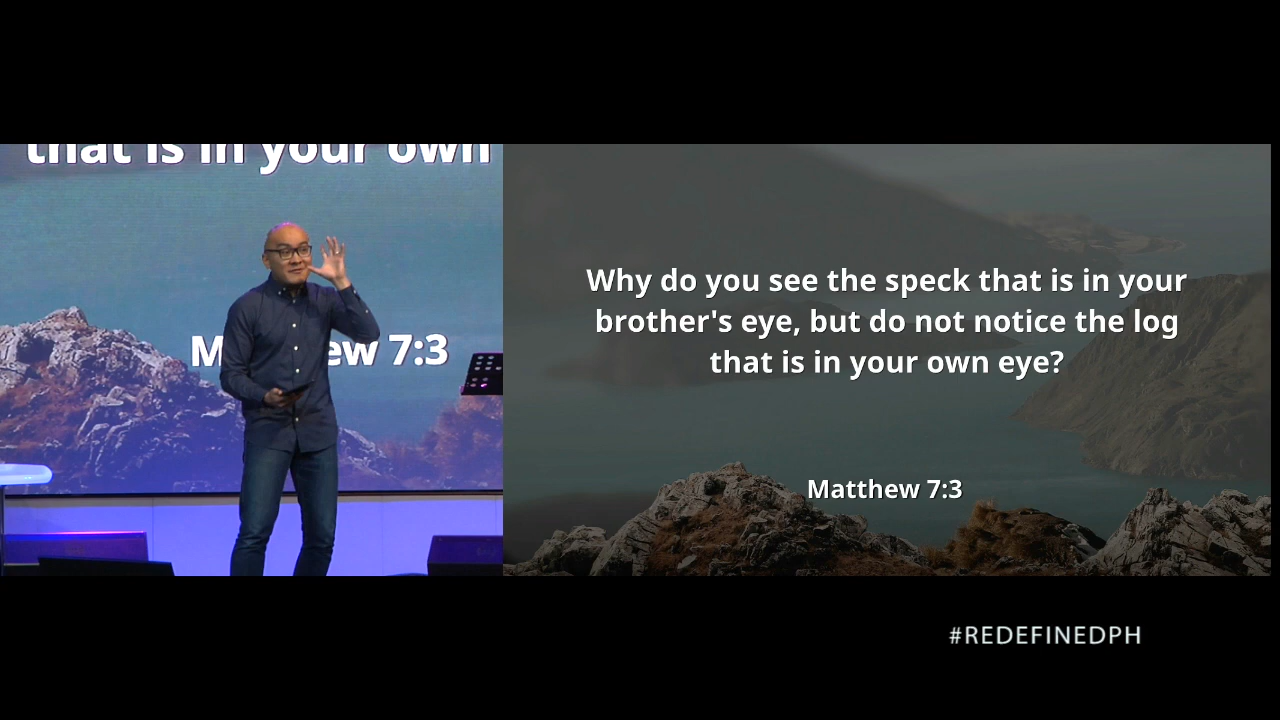 that is in your own
Matthew 7:3
Why do you see the speck that is in your
brother's eye, but do not notice the log
that is in your own eye?
Matthew 7:3
#REDEFINEDPH